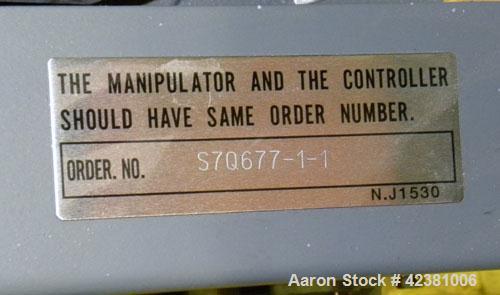 THE MANIPULATOR AND THE CONTROLLER
SHOULD HAVE SAME ORDER NUMBER.
ORDER. NO. S7Q677-1-1
N.J1530
Aaron Stock # 42381006